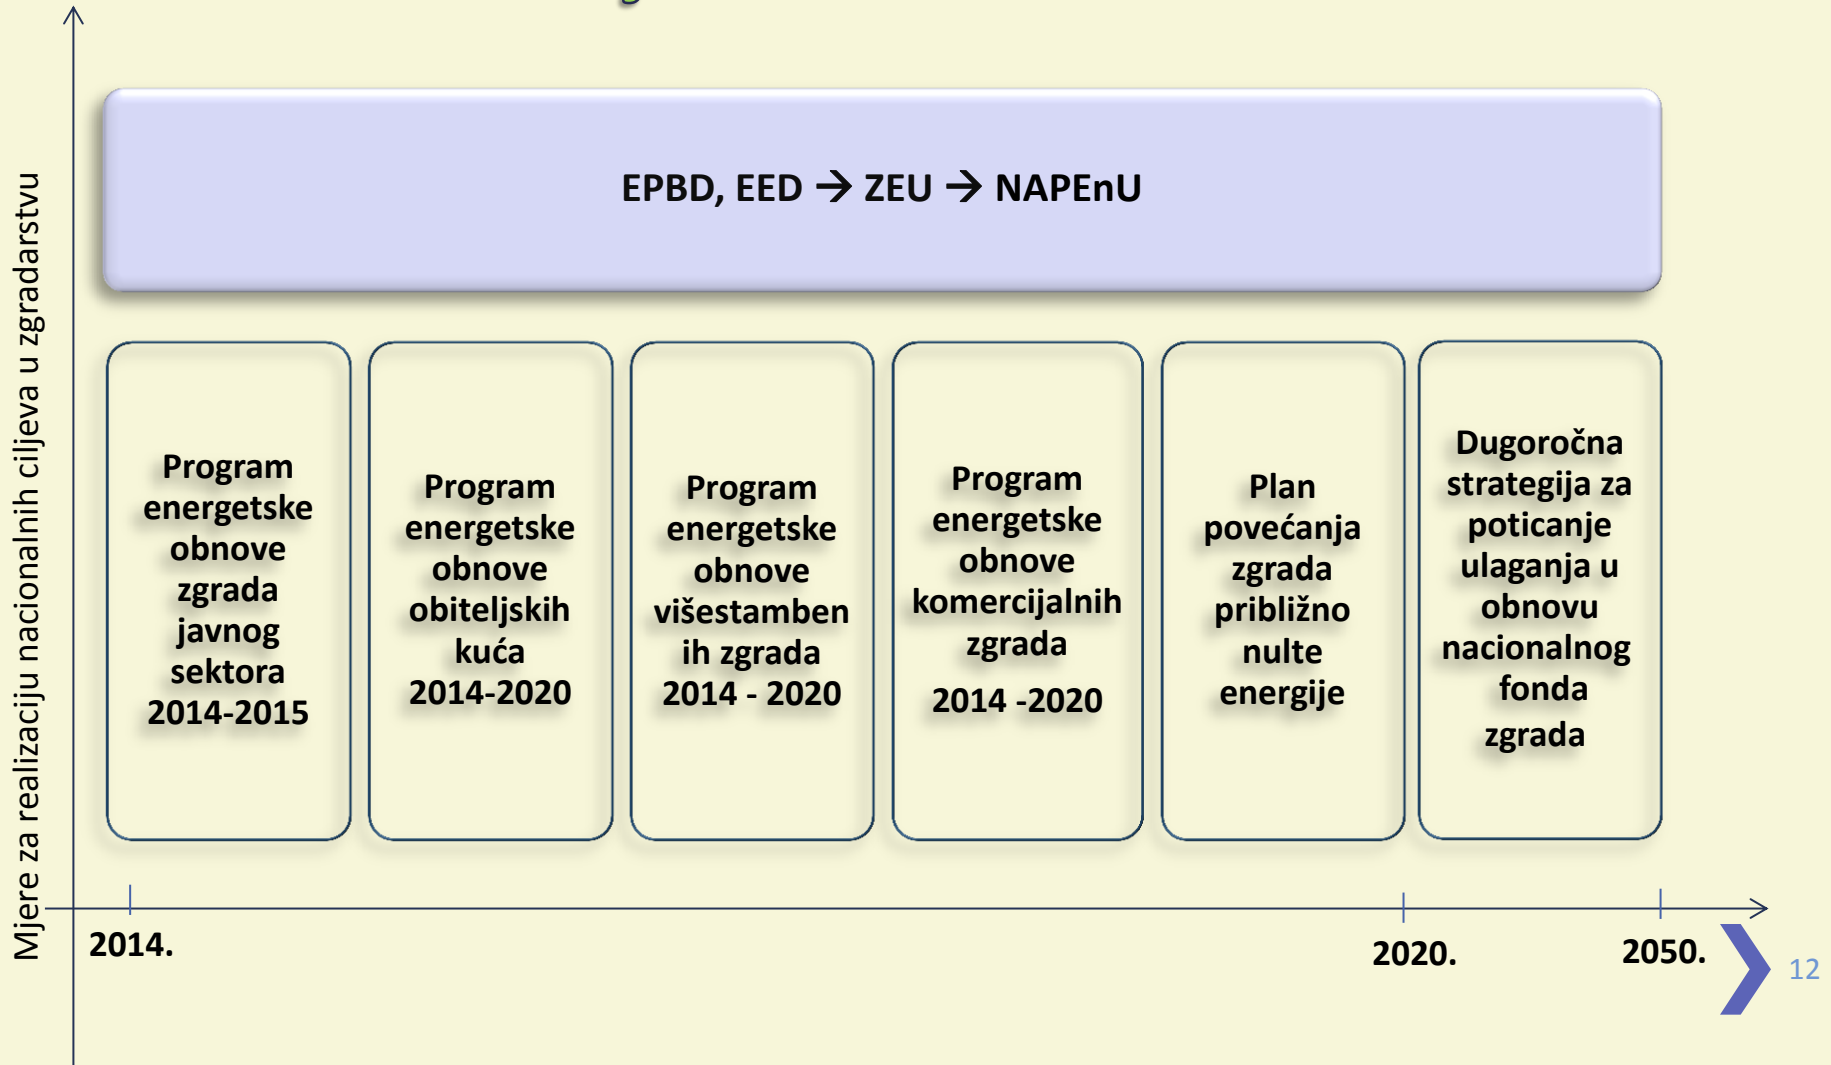 EPBD, EED → ZEU → NAPEnU
Mjere za realizaciju nacionalnih ciljeva u zgradarstvu
Program
energetske
obnove
zgrada
javnog
sektora
2014-2015
Program
energetske
obnove
obiteljskih
kuća
2014-2020
Program
energetske
obnove
višestamben
ih zgrada
2014 - 2020
Program
energetske
obnove
komercijalnih
zgrada
2014 -2020
Plan
povećanja
zgrada
približno
nulte
energije
Dugoročna
strategija za
poticanje
ulaganja u
obnovu
nacionalnog
fonda
zgrada
2014.
2020.
2050.
12